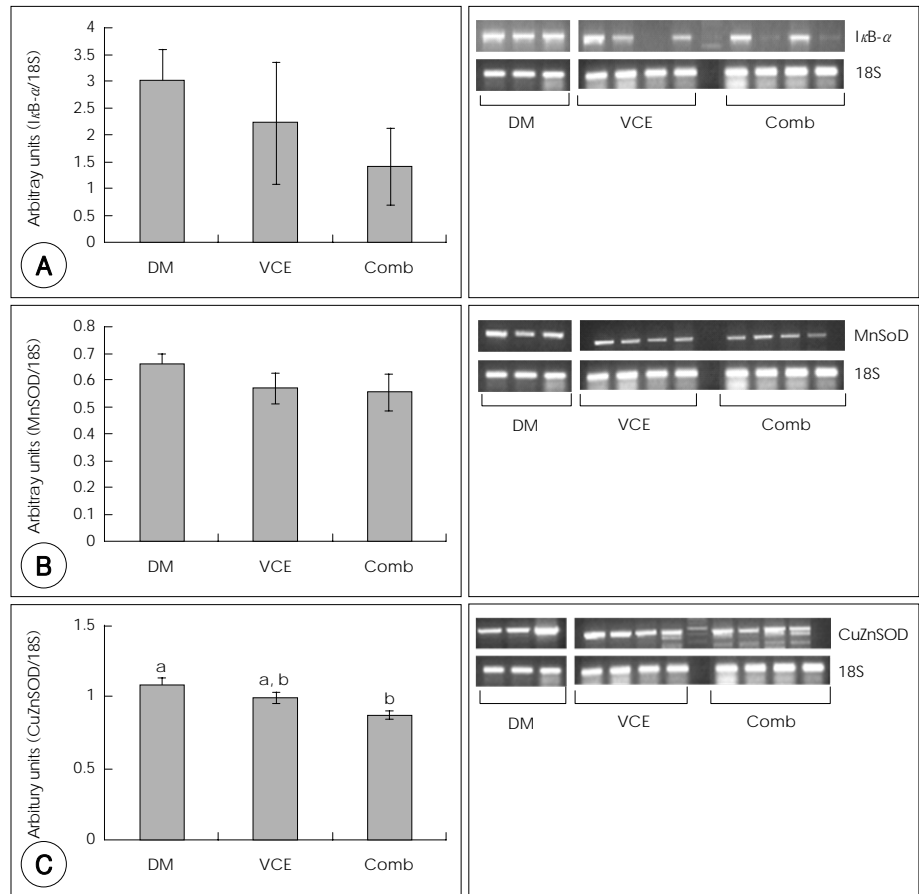 Arbitray units (IκB-α/18S)
4
3.5
3
2.5
2
1.5
1
0.5
0
DM VCE Comb
A
IκB-α
18S
DM VCE Comb
Arbitray units (MnSOD/18S)
0.8
0.7
0.6
0.5
0.4
0.3
0.2
0.1
0
DM VCE Comb
B
MnSoD
18S
DM VCE Comb
Arbitury units (CuZnSOD/18S)
1.5
1
0.5
0
a
a, b
b
DM VCE Comb
C
CuZnSOD
18S
DM VCE Comb